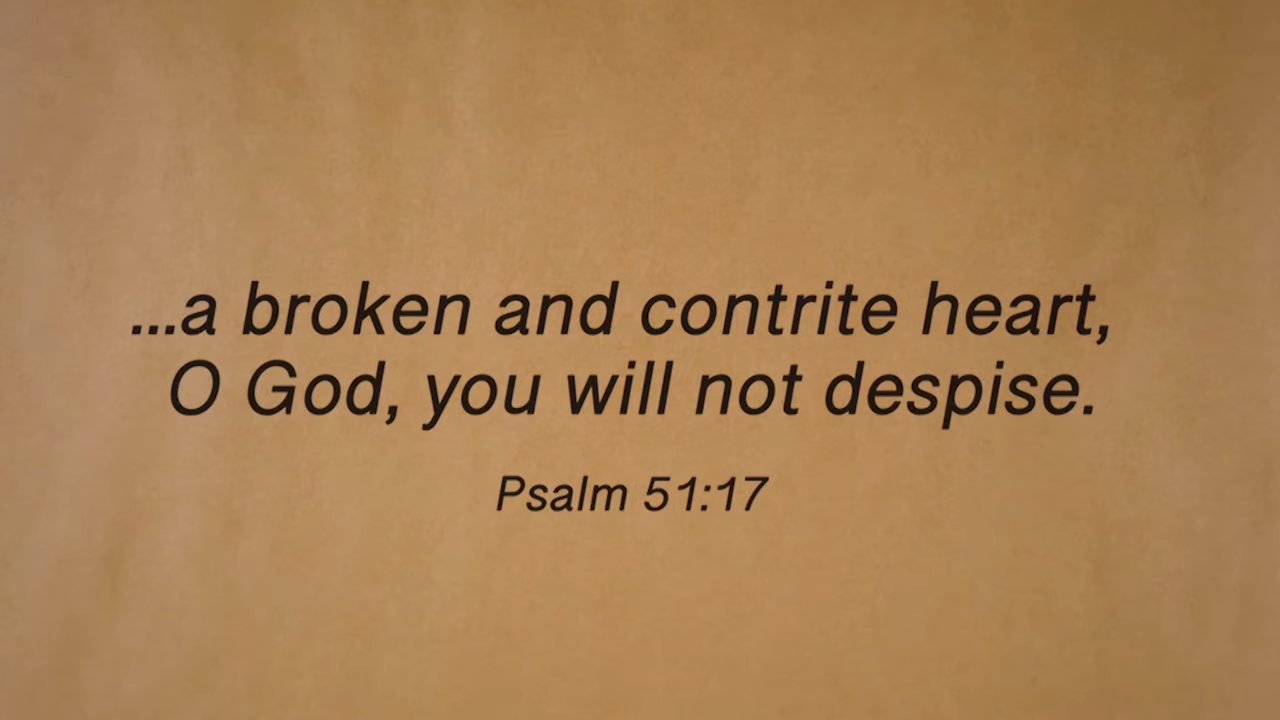 ...a broken and contrite heart,
O God, you will not despise.
Psalm 51:17